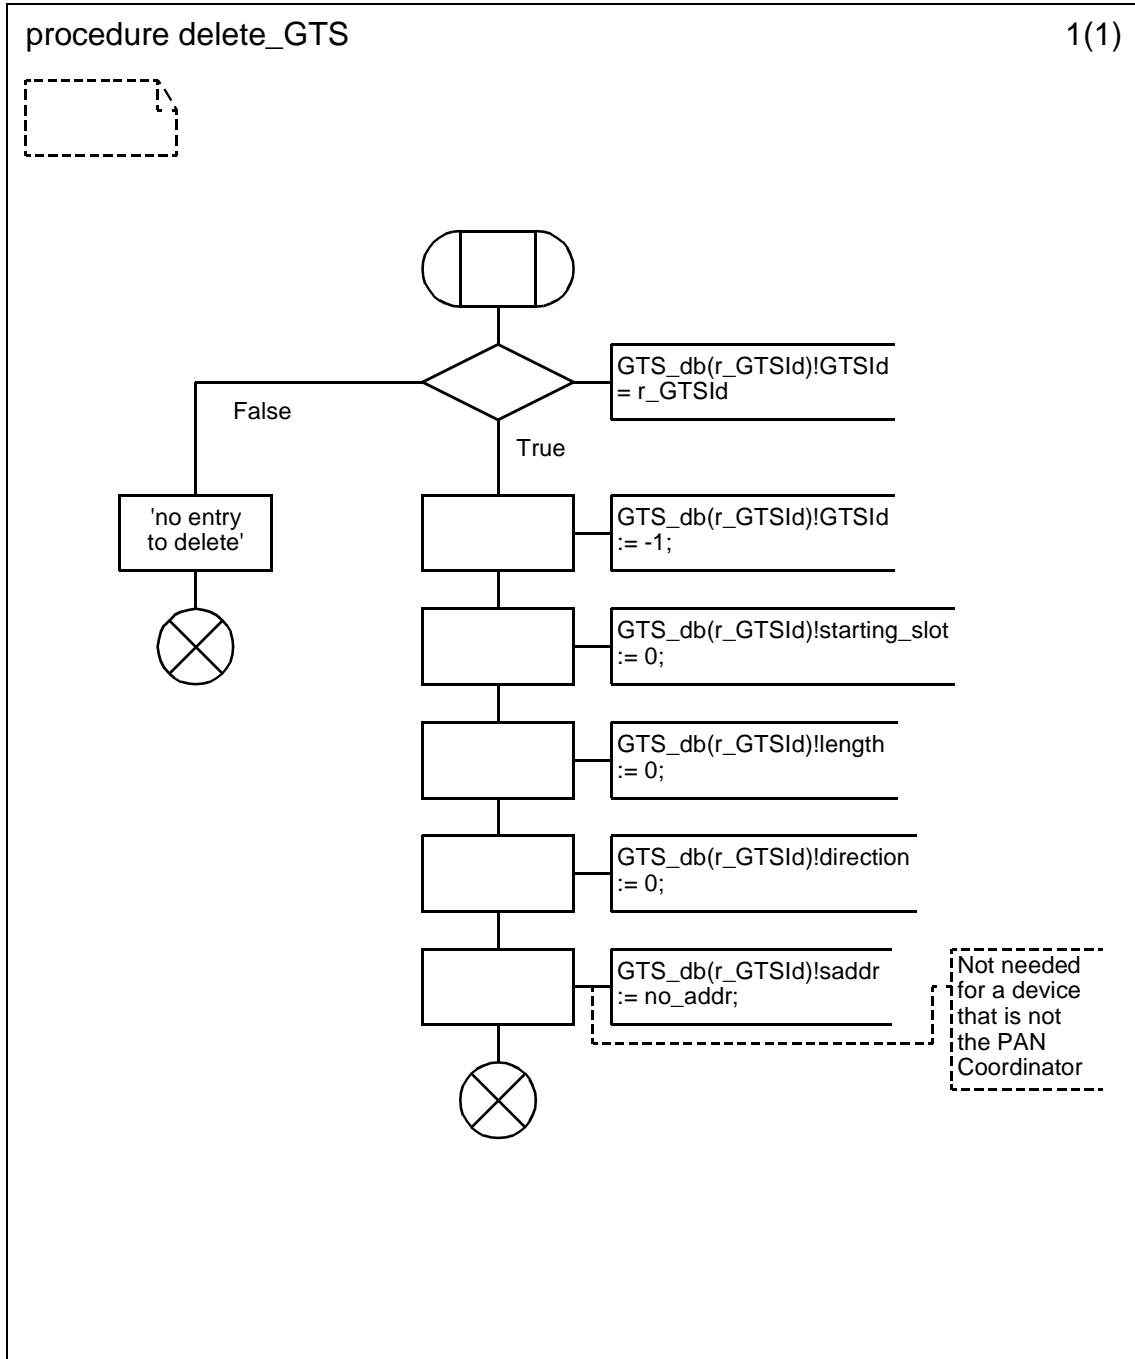 procedure delete_GTS
1(1)
GTS_db(r_GTSId)!GTSId
= r_GTSId
False
True
'no entry
to delete'
GTS_db(r_GTSId)!GTSId
:= -1;
GTS_db(r_GTSId)!starting_slot
:= 0;
GTS_db(r_GTSId)!length
:= 0;
GTS_db(r_GTSId)!direction
:= 0;
GTS_db(r_GTSId)!saddr
:= no_addr;
Not needed
for a device
that is not
the PAN
Coordinator